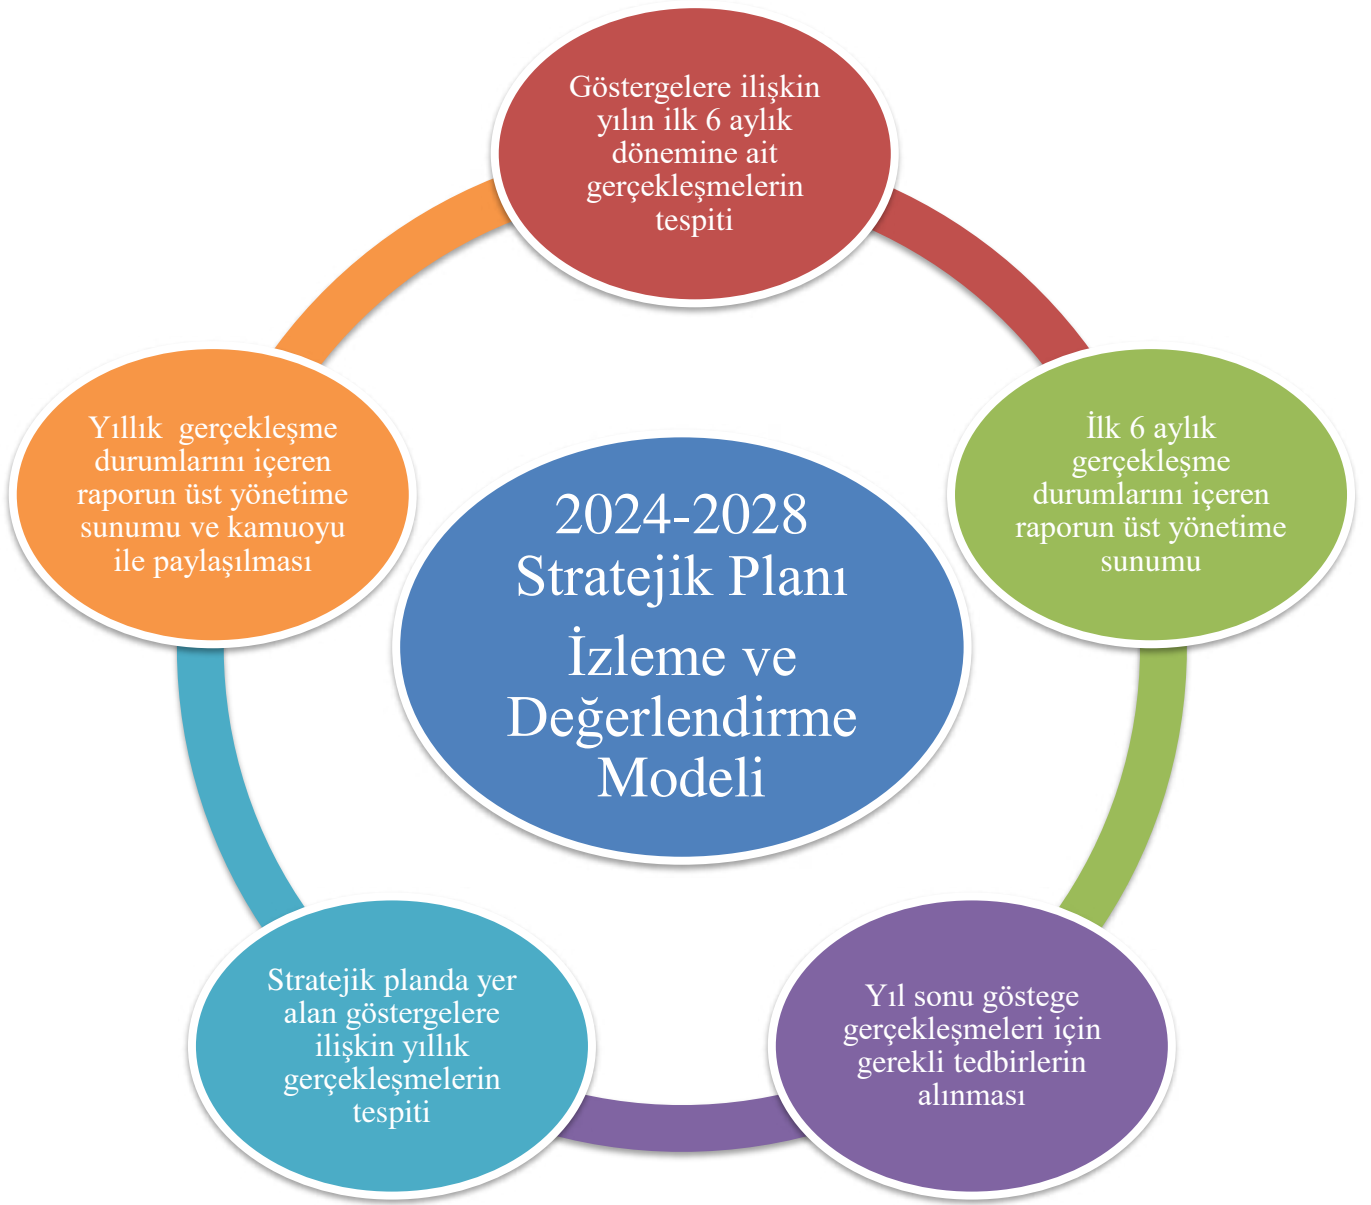 Göstergelere ilişkin
yılın ilk 6 aylık
dönemine ait
gerçekleşmelerin
tespiti
İlk 6 aylık
gerçekleşme
durumlarını içeren
raporun üst yönetime
sunumu
Yıl sonu göstege
gerçekleşmeleri için
gerekli tedbirlerin
alınması
Stratejik planda yer
alan göstergelere
ilişkin yıllık
gerçekleşmelerin
tespiti
Yıllık  gerçekleşme
durumlarını içeren
raporun üst yönetime
sunumu ve kamuoyu
ile paylaşılması
2024-2028
Stratejik Planı
İzleme ve
Değerlendirme
Modeli